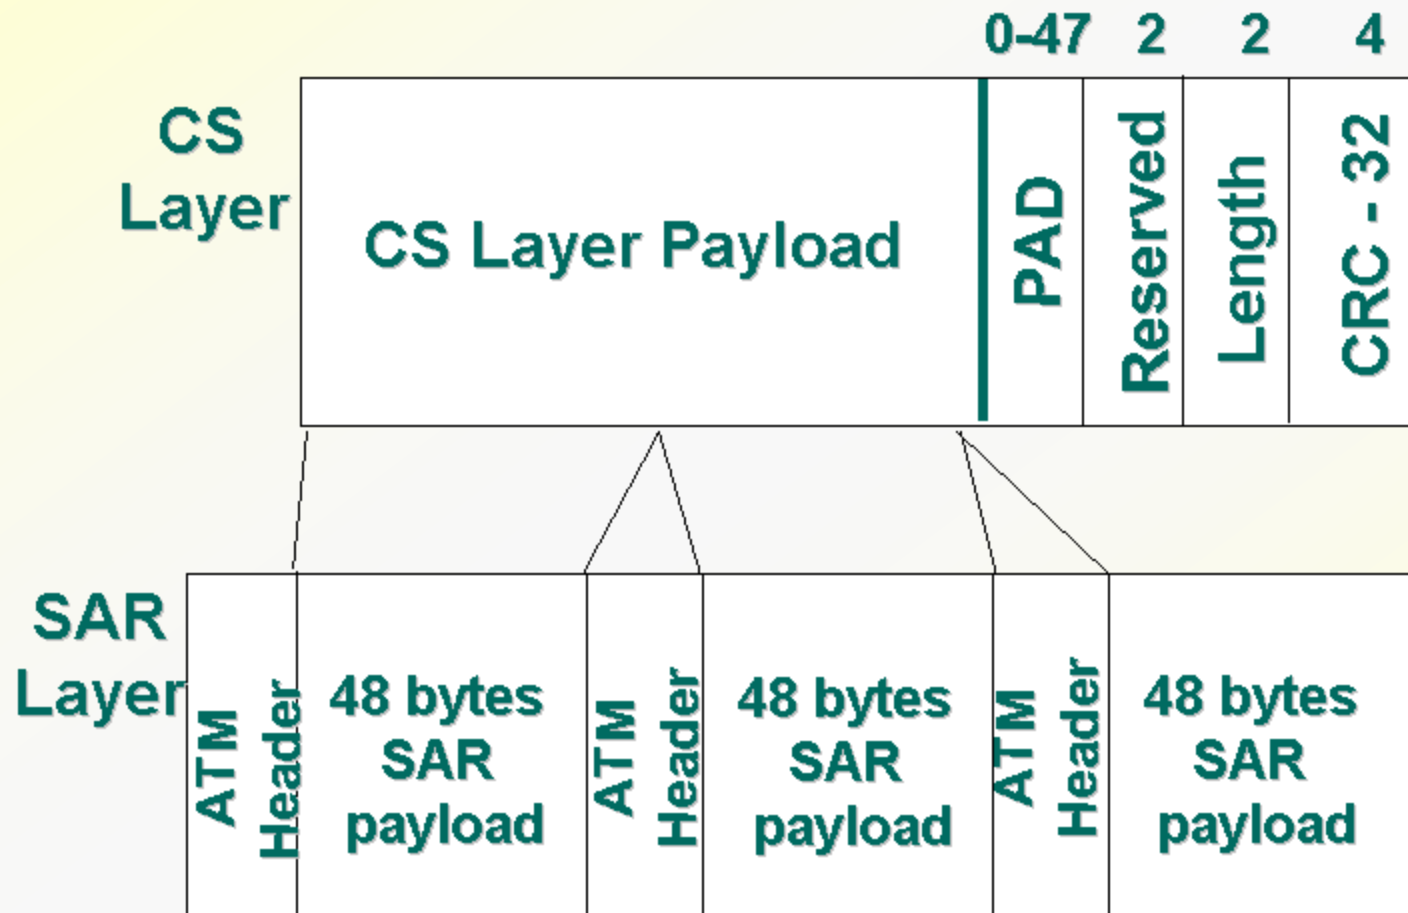 0-47 2 2 4
CS
Layer
CS Layer Payload
PAD
Reserved
Length
CRC - 32
SAR
Layer
ATM
Header
48 bytes
SAR
payload
ATM
Header
48 bytes
SAR
payload
ATM
Header
48 bytes
SAR
payload